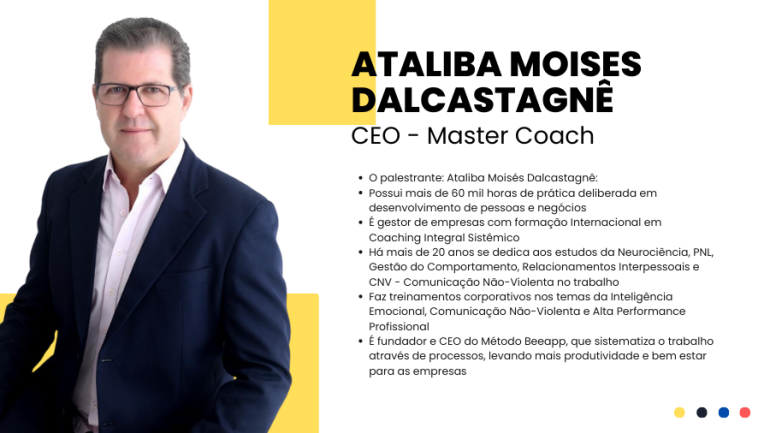 ATALIBA MOISES
DALCASTAGNÊ
CEO - Master Coach
• O palestrante: Ataliba Moisés Dalcastagnê:
• Possui mais de 60 mil horas de prática deliberada em
desenvolvimento de pessoas e negócios
• É gestor de empresas com formação Internacional em
Coaching Integral Sistêmico
• Há mais de 20 anos se dedica aos estudos da Neurociência, PNL,
Gestão do Comportamento, Relacionamentos Interpessoais e
CNV - Comunicação Não-Violenta no trabalho
• Faz treinamentos corporativos nos temas da Inteligência
Emocional, Comunicação Não-Violenta e Alta Performance
Profissional
• É fundador e CEO do Método Beeapp, que sistematiza o trabalho
através de processos, levando mais produtividade e bem estar
para as empresas